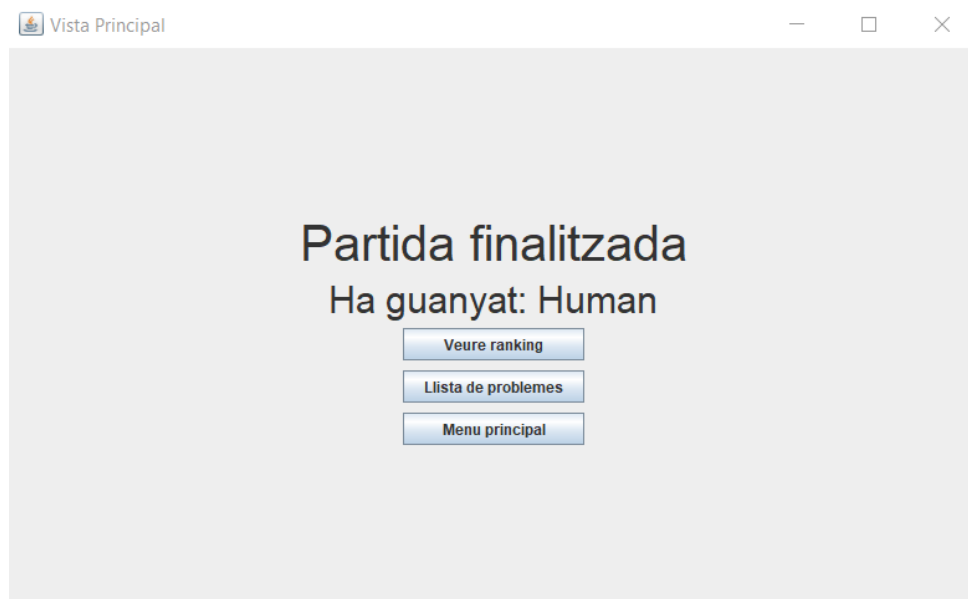 Vista Principal
Partida finalitzada
Ha guanyat: Human
Veure ranking
Llista de problemes
Menu principal